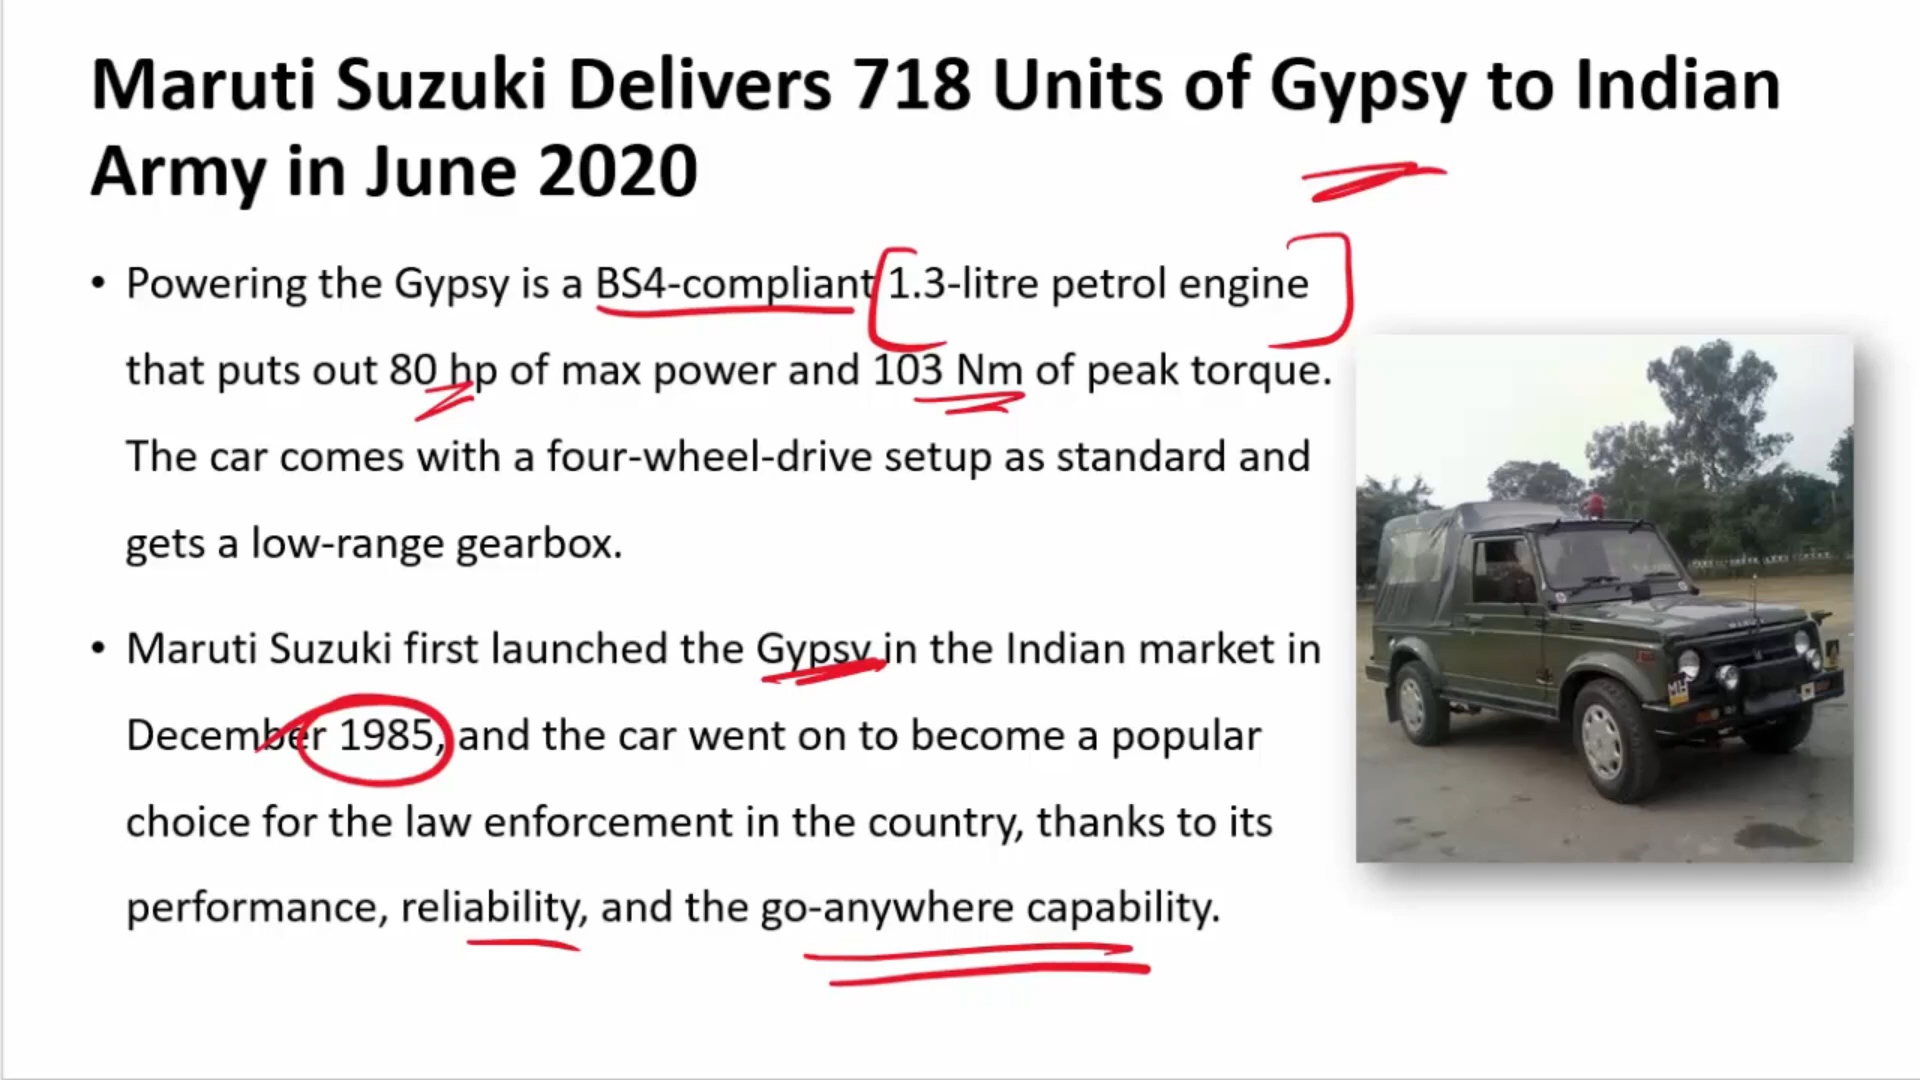 Maruti Suzuki Delivers 718 Units of Gypsy to Indian
Army in June 2020
• Powering the Gypsy is a BS4-compliant 1.3-litre petrol engine
that puts out 80 hp of max power and 103 Nm of peak torque.
The car comes with a four-wheel-drive setup as standard and
gets a low-range gearbox.
• Maruti Suzuki first launched the Gypsy in the Indian market in
December 1985, and the car went on to become a popular
choice for the law enforcement in the country, thanks to its
performance, reliability, and the go-anywhere capability.
MH